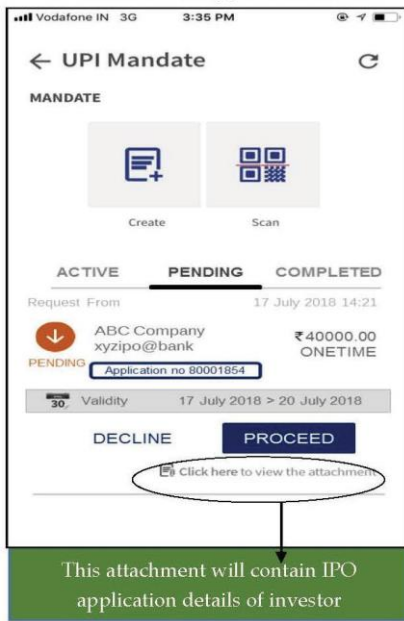 Vodafone IN 3G 3:35 PM
← UPI Mandate
MANDATE
Create Scan
ACTIVE PENDING COMPLETED
Request From 17 July 2018 14:21
ABC Company ₹40000.00
xyzipo@bank ONETIME
PENDING
Application no 80001854
30 Validity 17 July 2018 > 20 July 2018
DECLINE PROCEED
Click here to view the attachment
This attachment will contain IPO
application details of investor